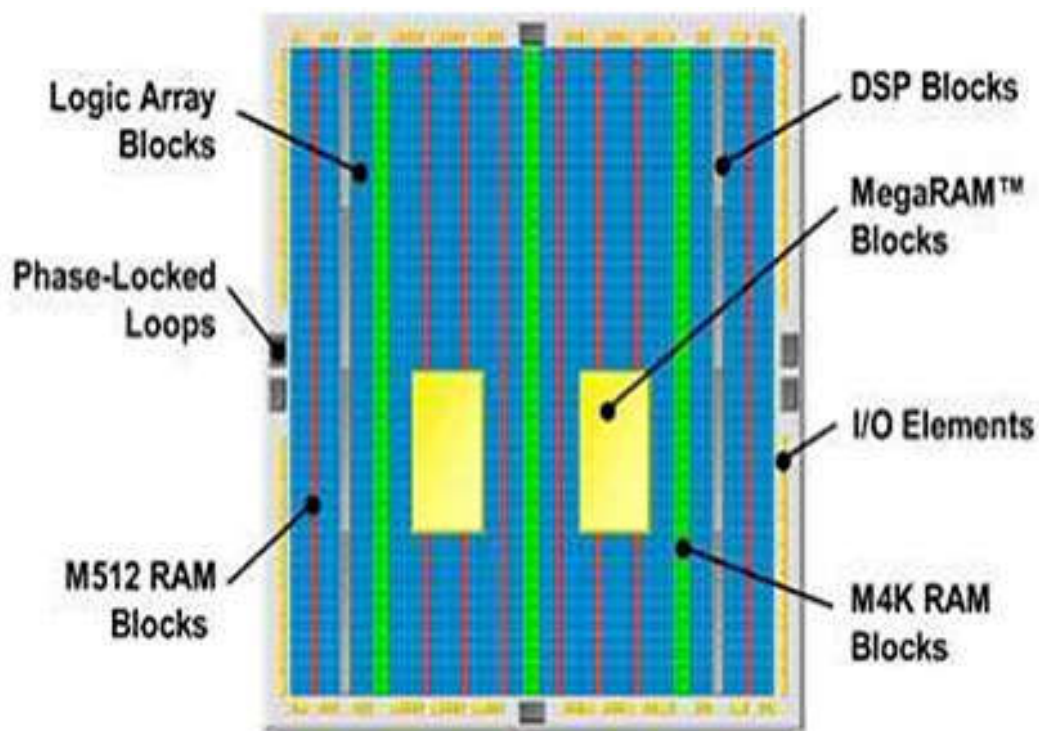 Logic Array
Blocks
Phase-Locked
Loops
M512 RAM
Blocks
DSP Blocks
MegaRAM™
Blocks
I/O Elements
M4K RAM
Blocks